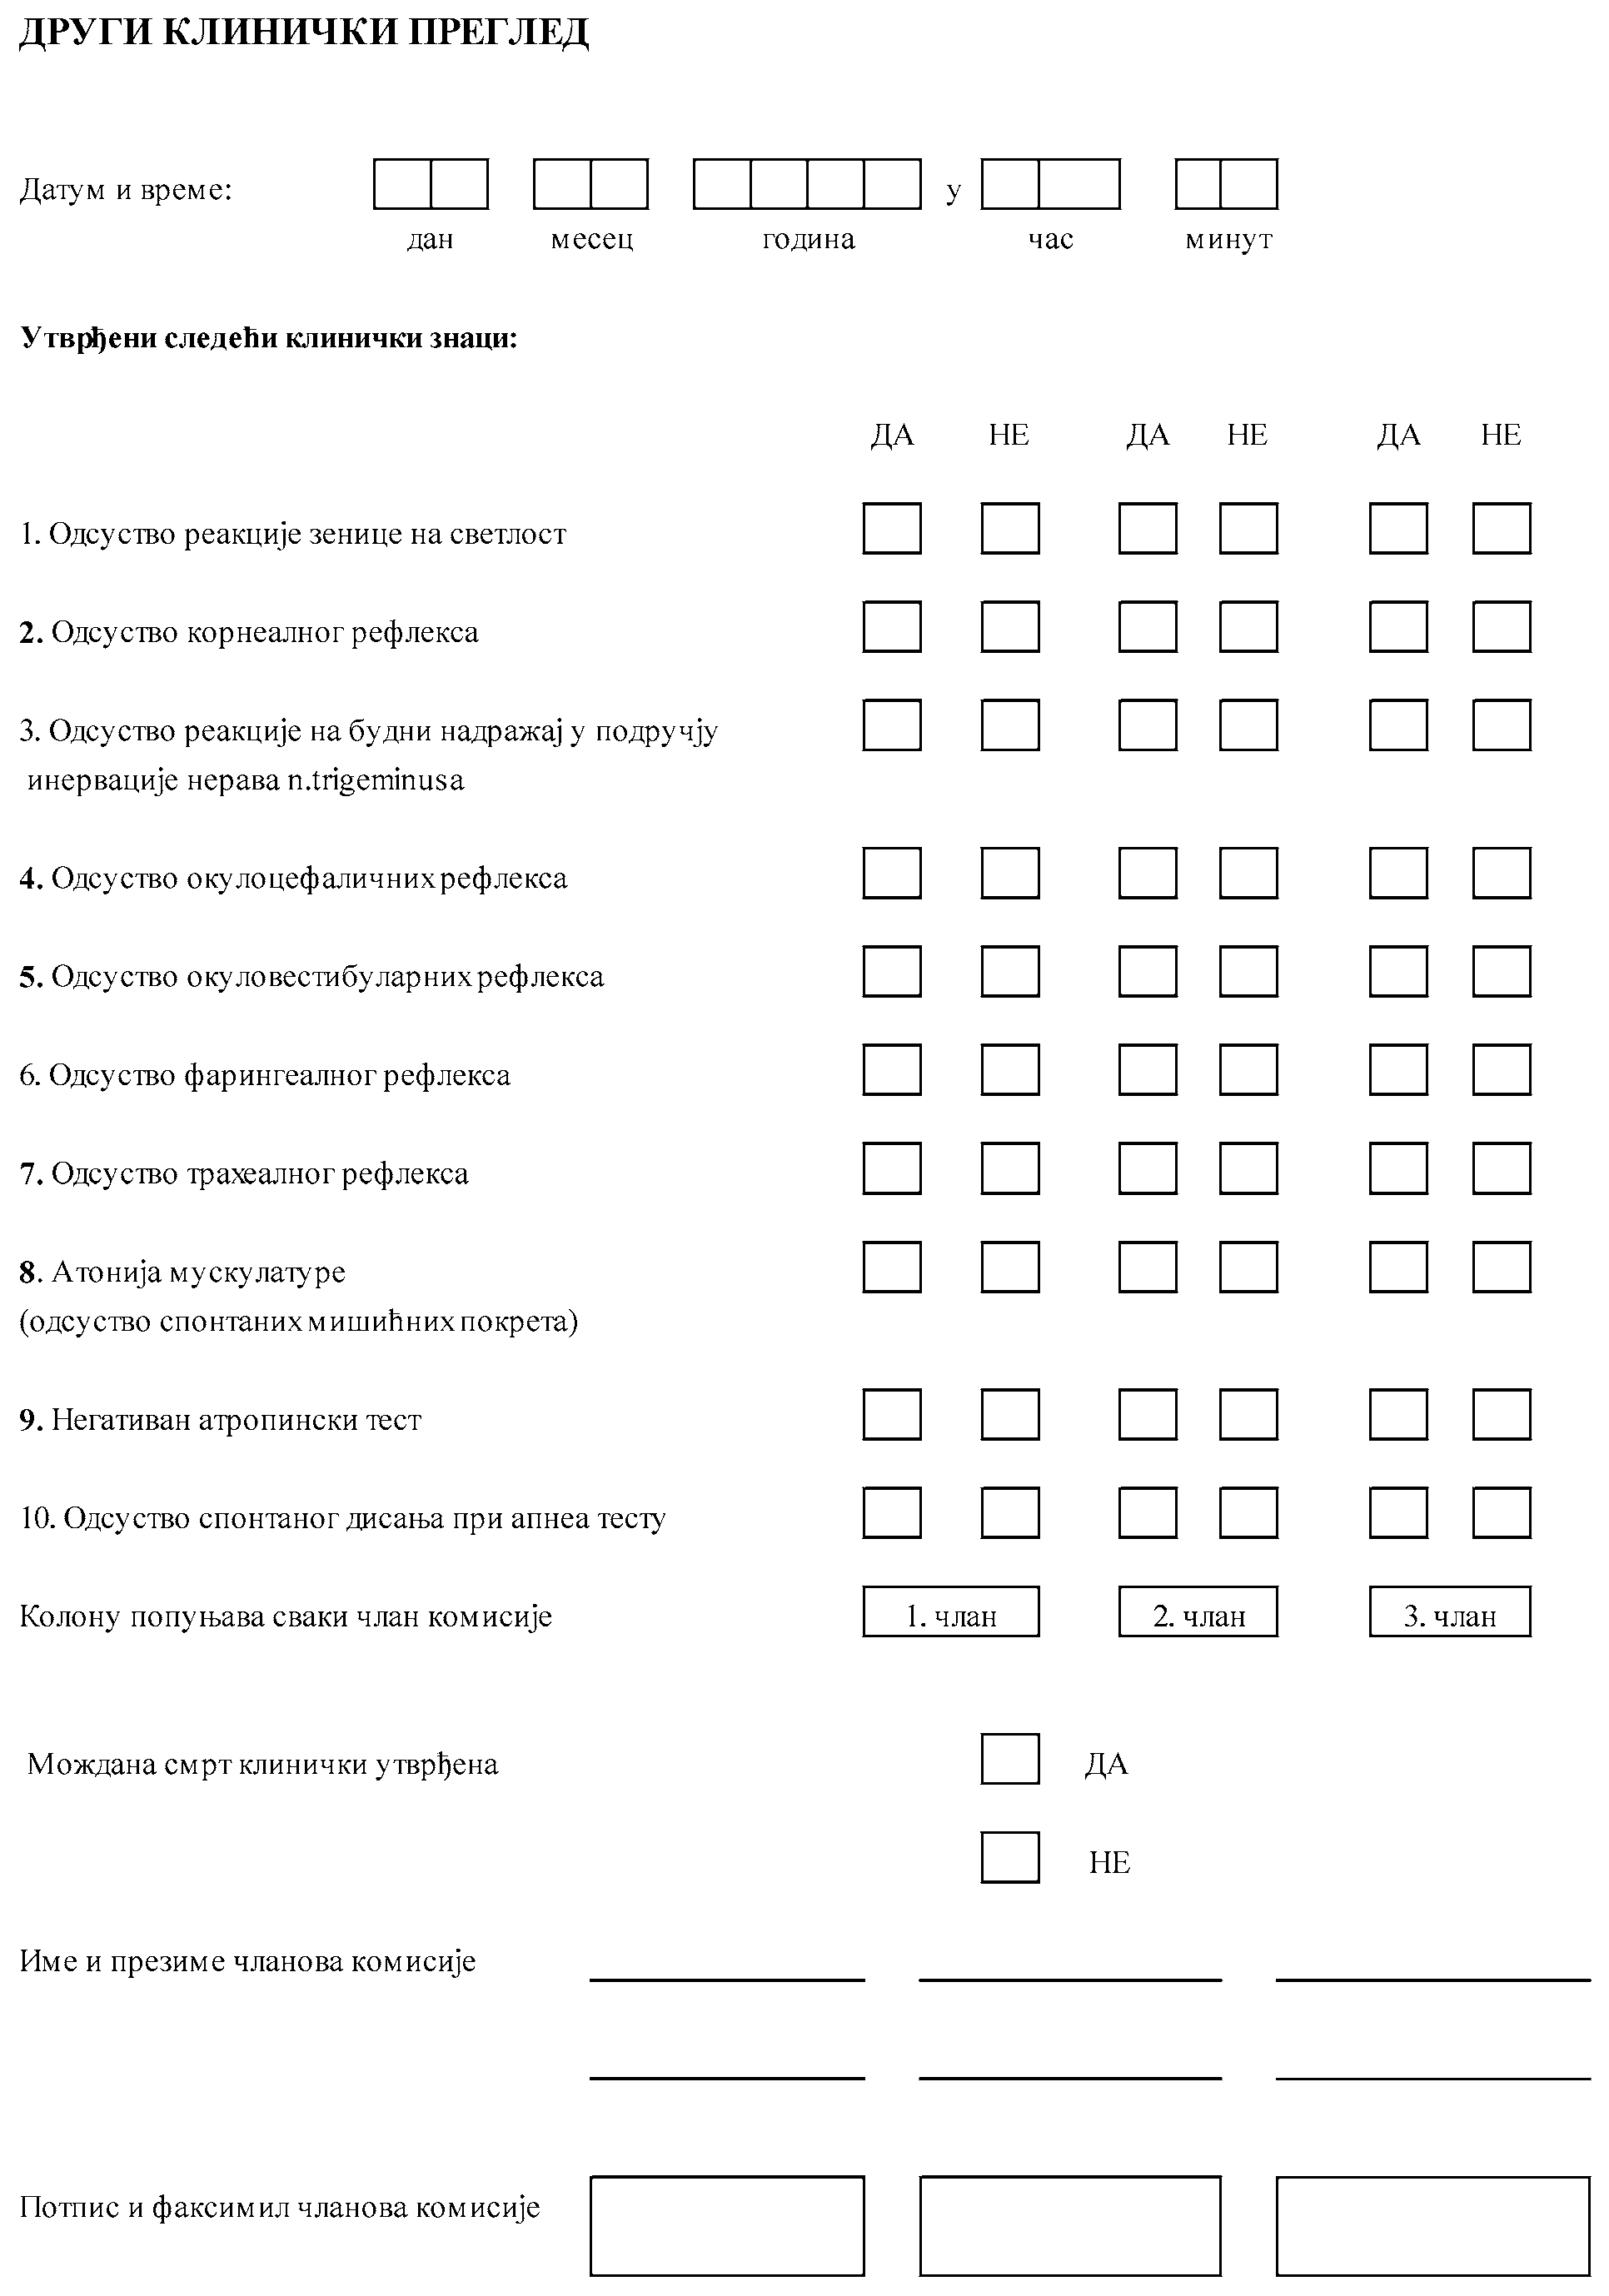 ДРУГИ КЛИНИЧКИ ПРЕГЛЕД
Датум и време: у
дан месец година час минут
Утврђени следећи клинички знаци:
ДА НЕ ДА НЕ ДА НЕ
1. Одсуство реакције зенице на светлост
2. Одсуство корнеалног рефлекса
3. Одсуство реакције на будни надражај у подручју
инервације нерава n.trigeminusa
4. Одсуство окулоцефаличних рефлекса
5. Одсуство окуловестибуларних рефлекса
6. Одсуство фарингеалног рефлекса
7. Одсуство трахеалног рефлекса
8. Атонија мускулатуре
(одсуство спонтаних мишићних покрета)
9. Негативан атропински тест
10. Одсуство спонтаног дисања при апнеа тесту
Колону попуњава сваки члан комисије 1. члан 2. члан 3. члан
Мождана смрт клинички утврђена ДА
НЕ
Име и презиме чланова комисије
Потпис и факсимил чланова комисије